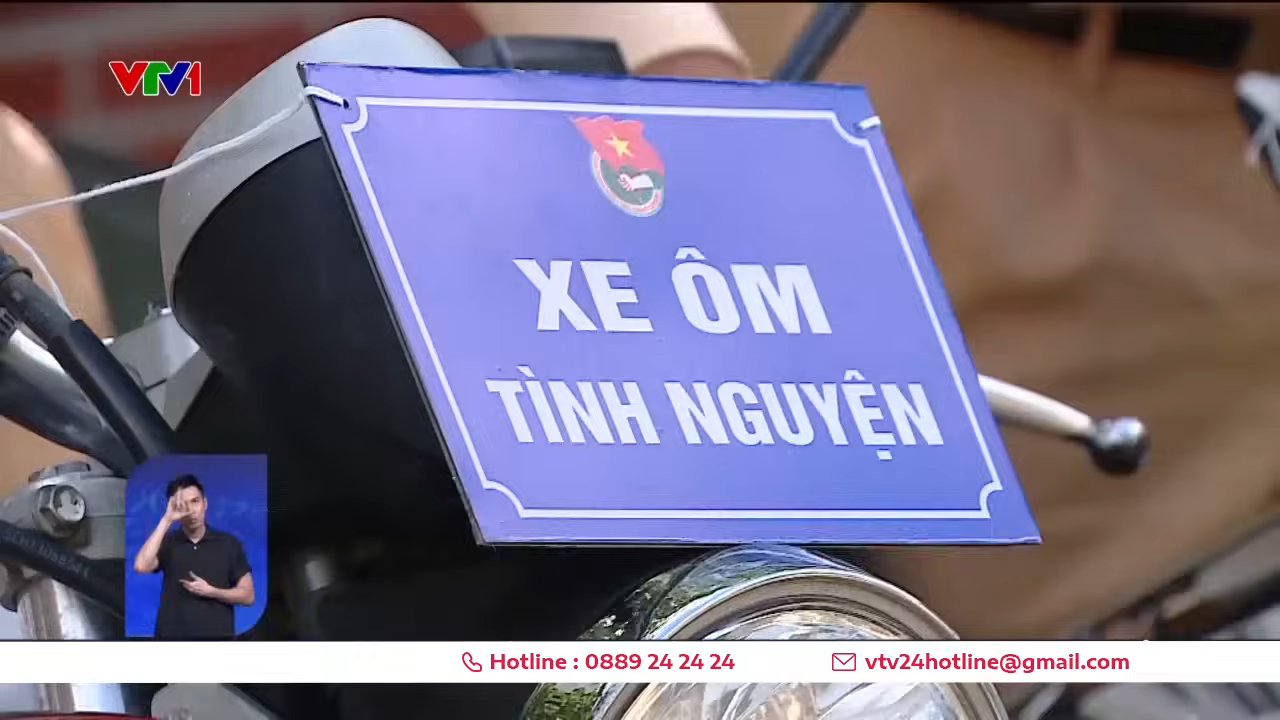 VTV1
XE ÔM
TÌNH NGUYỆN
Hotline : 0889 24 24 24
vtv24hotline@gmail.com